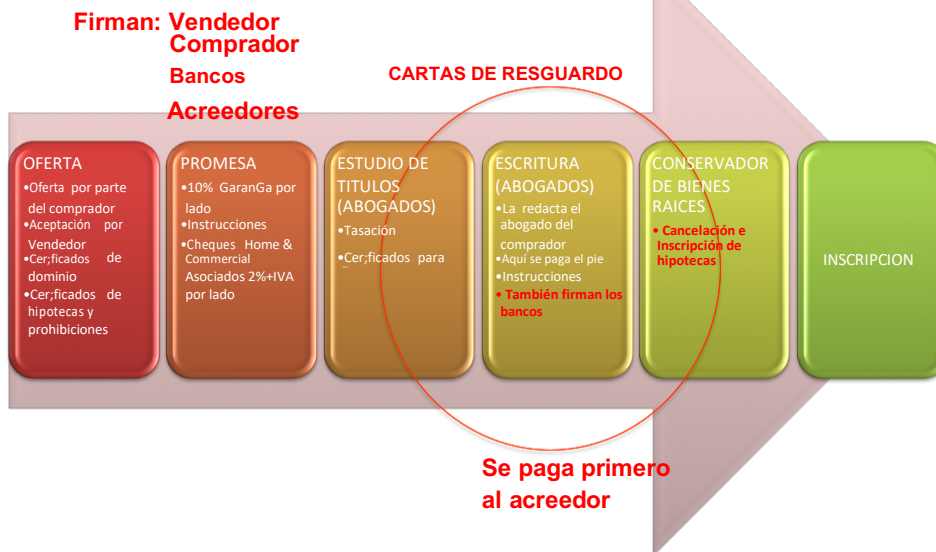 Firman: Vendedor
Comprador
Bancos
Acreedores
CARTAS DE RESGUARDO
OFERTA
•Oferta por parte
del comprador
•Aceptación por
Vendedor
•Cer;ficados de
dominio
•Cer;ficados de
hipotecas y
prohibiciones
PROMESA
•10% GaranGa por
lado
•Instrucciones
•Cheques Home &
Commercial
Asociados 2%+IVA
por lado
ESTUDIO DE
TITULOS
(ABOGADOS)
•Tasación
•Cer;ficados para
ESCRITURA
(ABOGADOS)
•La redacta el
abogado del
comprador
•Aquí se paga el pie
•Instrucciones
• También firman los
bancos
CONSERVADOR
DE BIENES
RAICES
• Cancelación e
Inscripción de
hipotecas
INSCRIPCION
Se paga primero
al acreedor